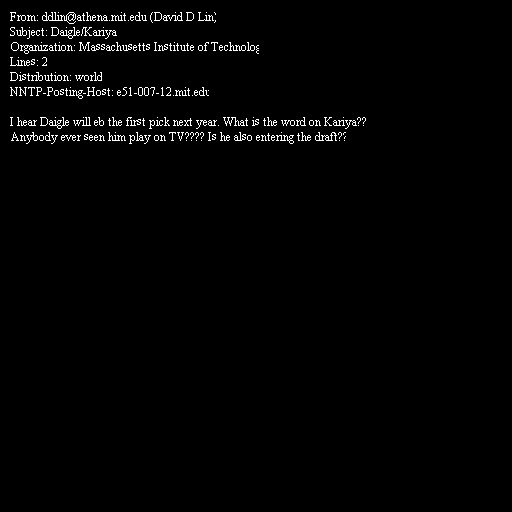 From: ddlin@athena.mit.edu (David D Lin)
Subject: Daigle/Kariya
Organization: Massachusetts Institute of Technolog
Lines: 2
Distribution: world
NNTP-Posting-Host: e51-007-12.mit.edu

I hear Daigle will eb the first pick next year. What is the word on Kariya??
Anybody ever seen him play on TV???? Is he also entering the draft??